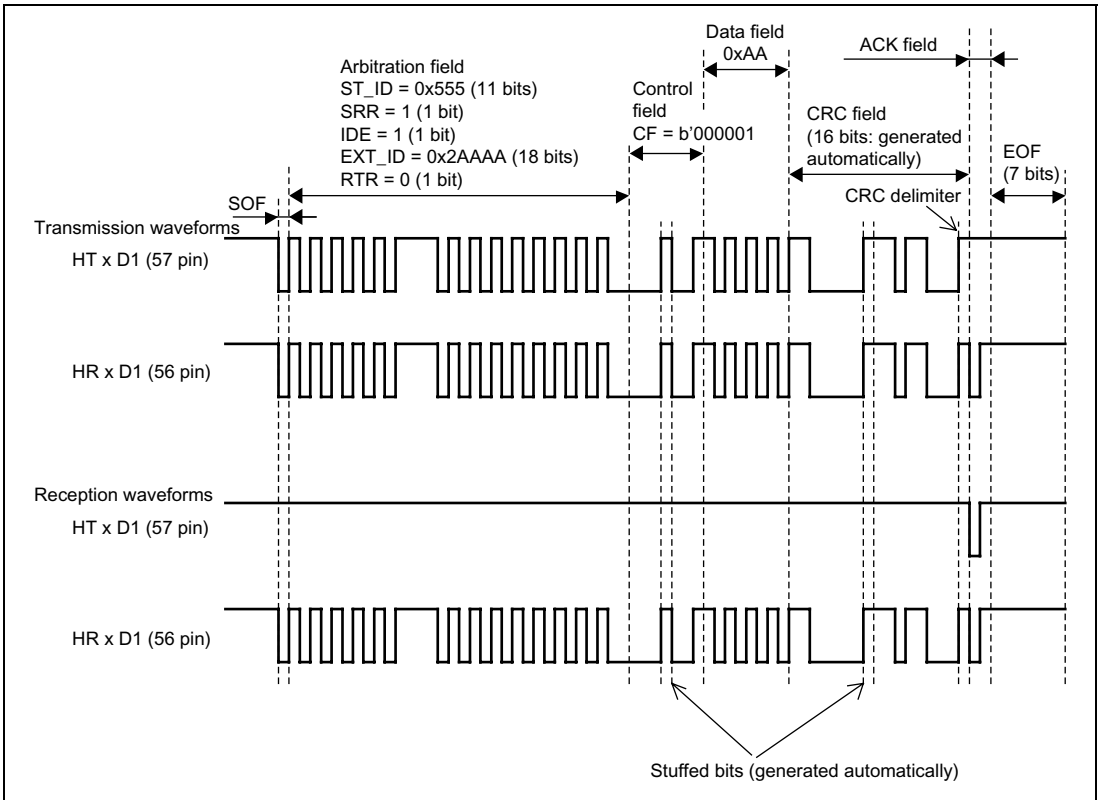 Data field
0xAA
ACK field
Arbitration field
ST_ID = 0x555 (11 bits)
SRR = 1 (1 bit)
IDE = 1 (1 bit)
EXT_ID = 0x2AAAA (18 bits)
RTR = 0 (1 bit)
Control
field
CF = b'000001
CRC field
(16 bits: generated
automatically)
EOF
(7 bits)
SOF
CRC delimiter
Transmission waveforms
HT x D1 (57 pin)
HR x D1 (56 pin)
Reception waveforms
HT x D1 (57 pin)
HR x D1 (56 pin)
Stuffed bits (generated automatically)